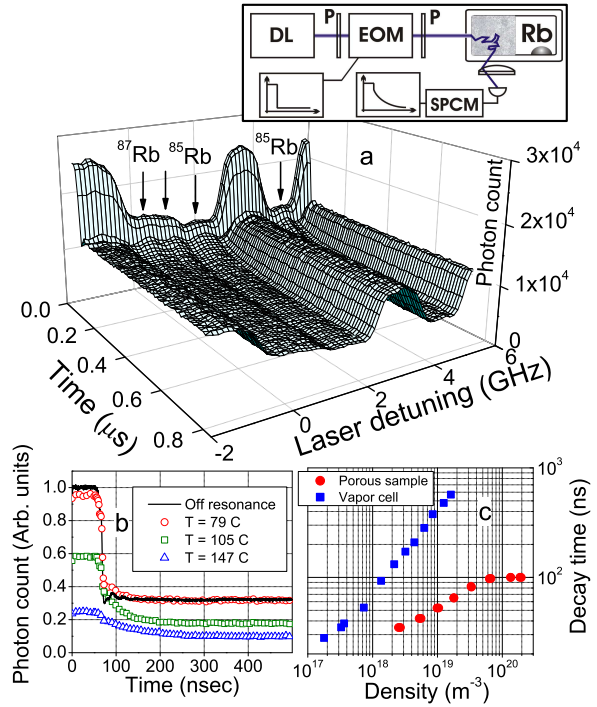 P P
DL EOM Rb
SPCM
87Rb 85Rb 85Rb
a
Photon count
3x10^4
2x10^4
1x10^4
0
0.0
0.2
0.4
0.6
0.8
Time (μs)
-2 0 2 4 6
Laser detuning (GHz)
Photon count (Arb. units)
1.0
0.8
0.6
0.4
0.2
0.0
b
Off resonance
T = 79 C
T = 105 C
T = 147 C
0 100 200 300 400
Time (nsec)
Porous sample
Vapor cell
c
10^3
10^2
Decay time (ns)
10^17 10^18 10^19 10^20
Density (m^-3)